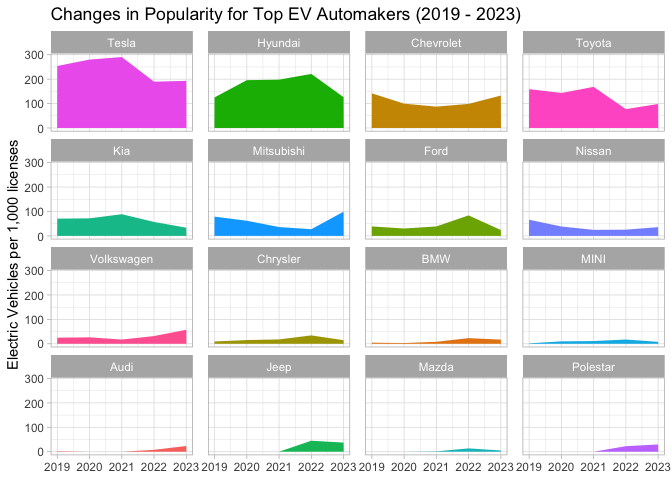 Changes in Popularity for Top EV Automakers (2019 - 2023)
Electric Vehicles per 1,000 licenses
Tesla Hyundai Chevrolet Toyota
300
200
100
0
Kia Mitsubishi Ford Nissan
300
200
100
0
Volkswagen Chrysler BMW MINI
300
200
100
0
Audi Jeep Mazda Polestar
300
200
100
0
2019 2020 2021 2022 2023 2019 2020 2021 2022 2023 2019 2020 2021 2022 2023 2019 2020 2021 2022 2023